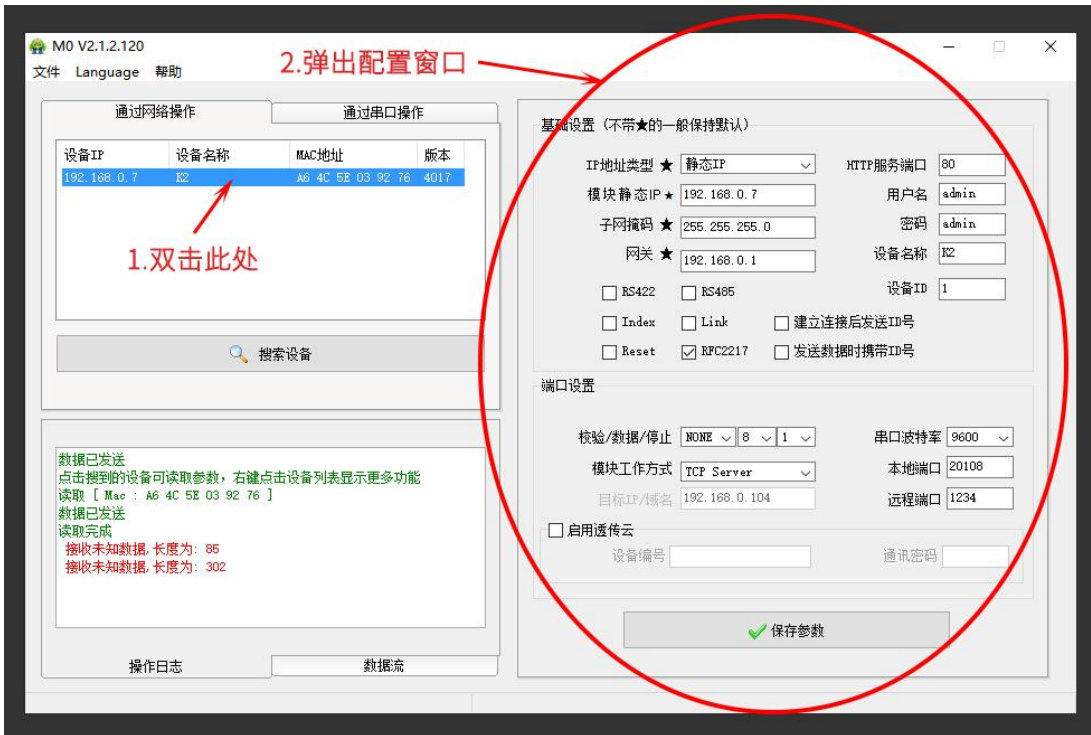 M0 V2.1.2.120
文件 Language 帮助
2.弹出配置窗口
通过网络操作 通过串口操作
设备IP 设备名称 MAC地址 版本
192.168.0.7 K2 A6 4C 5E 03 92 76 4017
1.双击此处
搜索设备
数据已发送
点击搜到的设备可读取参数，右键点击设备列表显示更多功能
读取 [ Mac : A6 4C 5E 03 92 76 ]
数据已发送
读取完成
接收未知数据,长度为: 85
接收未知数据,长度为: 302
操作日志 数据流
基础设置（不带★的一般保持默认）
IP地址类型 ★ 静态IP HTTP服务端口 80
模块静态IP★ 192.168.0.7 用户名 admin
子网掩码 ★ 255.255.255.0 密码 admin
网关 ★ 192.168.0.1 设备名称 K2
RS422 RS485 设备ID 1
Index Link 建立连接后发送ID号
Reset RFC2217 发送数据时携带ID号
端口设置
校验/数据/停止 NONE 8 1 串口波特率 9600
模块工作方式 TCP Server 本地端口 20108
目标IP/域名 192.168.0.104 远程端口 1234
启用透传云
设备编号 通讯密码
保存参数